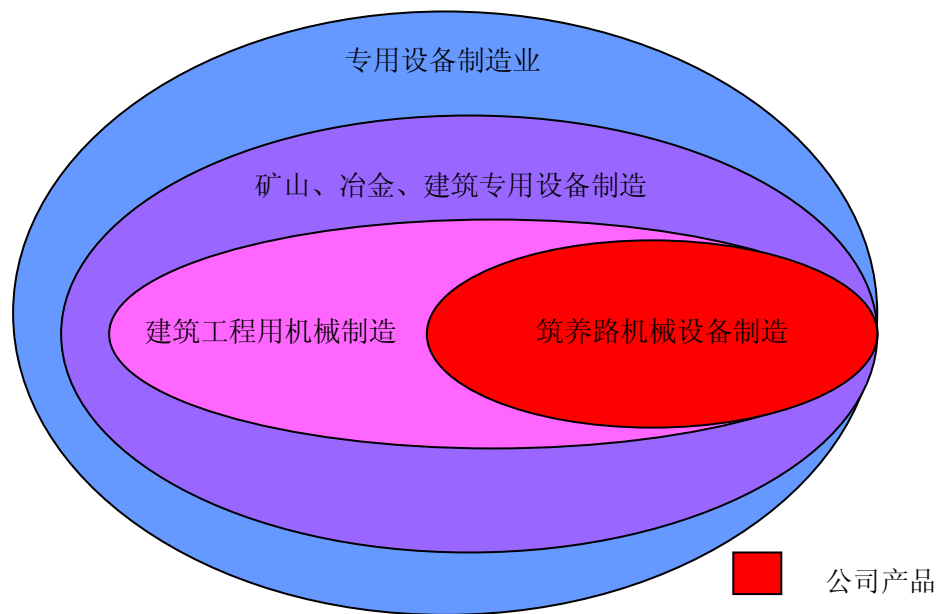 专用设备制造业
矿山、冶金、建筑专用设备制造
建筑工程用机械制造
筑养路机械设备制造
公司产品